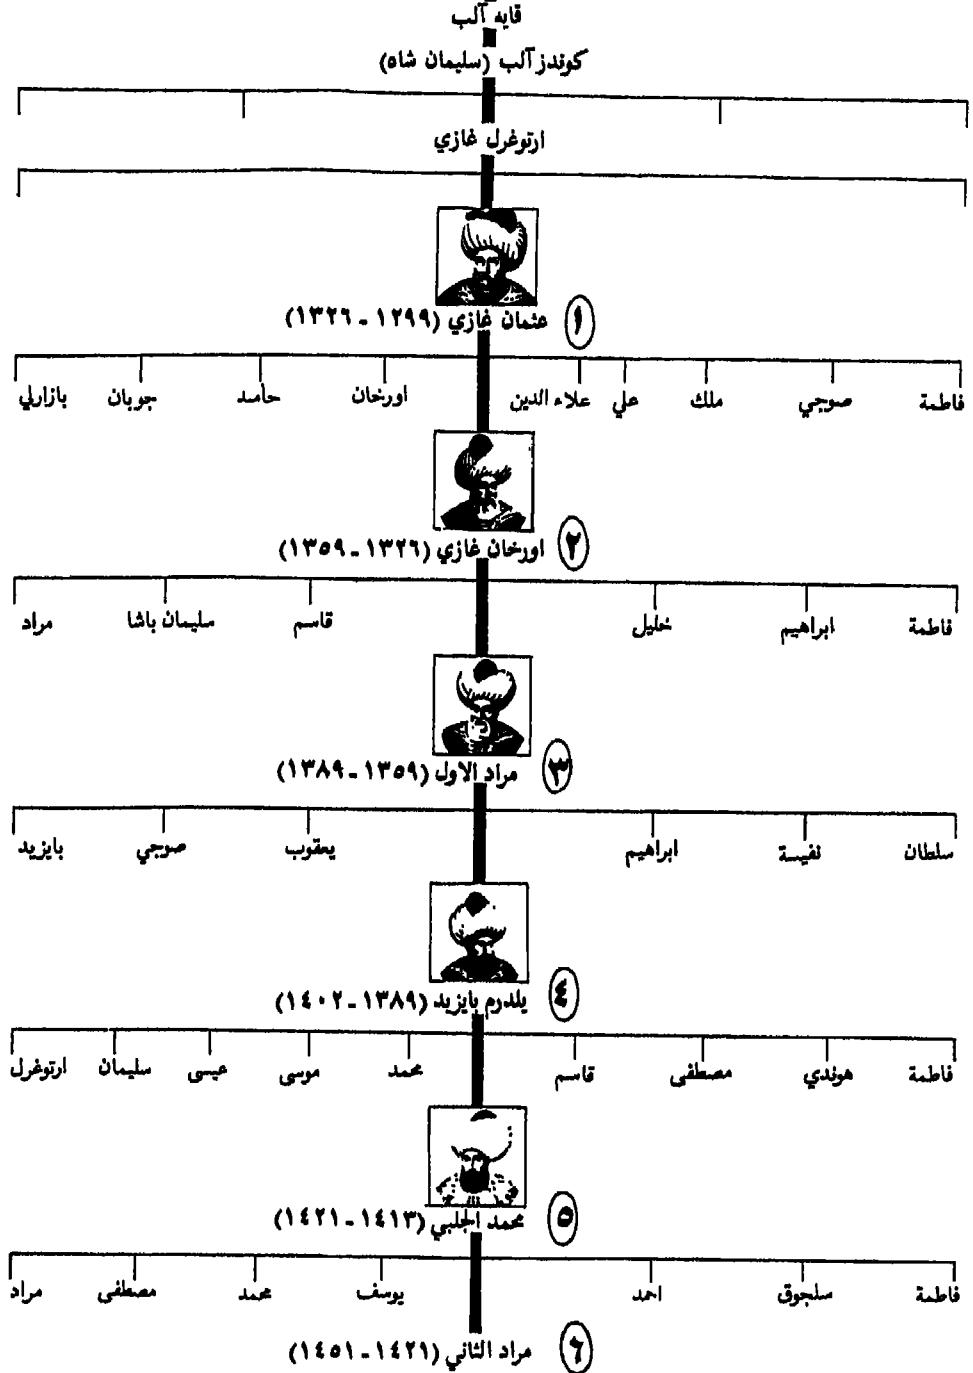 قايه آلب
كوندز آلب (سليمان شاه)
ارتوغرل غازي
١ عثمان غازي (١٢٩٩ - ١٣٢٦)
فاطمة صوجي ملك علي علاء الدين اورخان حامد جوبان بازارلي
٢ اورخان غازي (١٣٢٦ - ١٣٥٩)
فاطمة ابراهيم خليل قاسم سليمان باشا مراد
٣ مراد الاول (١٣٥٩ - ١٣٨٩)
سلطان نفيسة ابراهيم يعقوب صوجي بايزيد
٤ يلدرم بايزيد (١٣٨٩ - ١٤٠٢)
فاطمة هوندي مصطفى قاسم محمد موسى عيسى سليمان ارتوغرل
٥ محمد الجلبي (١٤١٣ - ١٤٢١)
فاطمة سلجوق احمد يوسف محمد مصطفى مراد
٦ مراد الثاني (١٤٢١ - ١٤٥١)